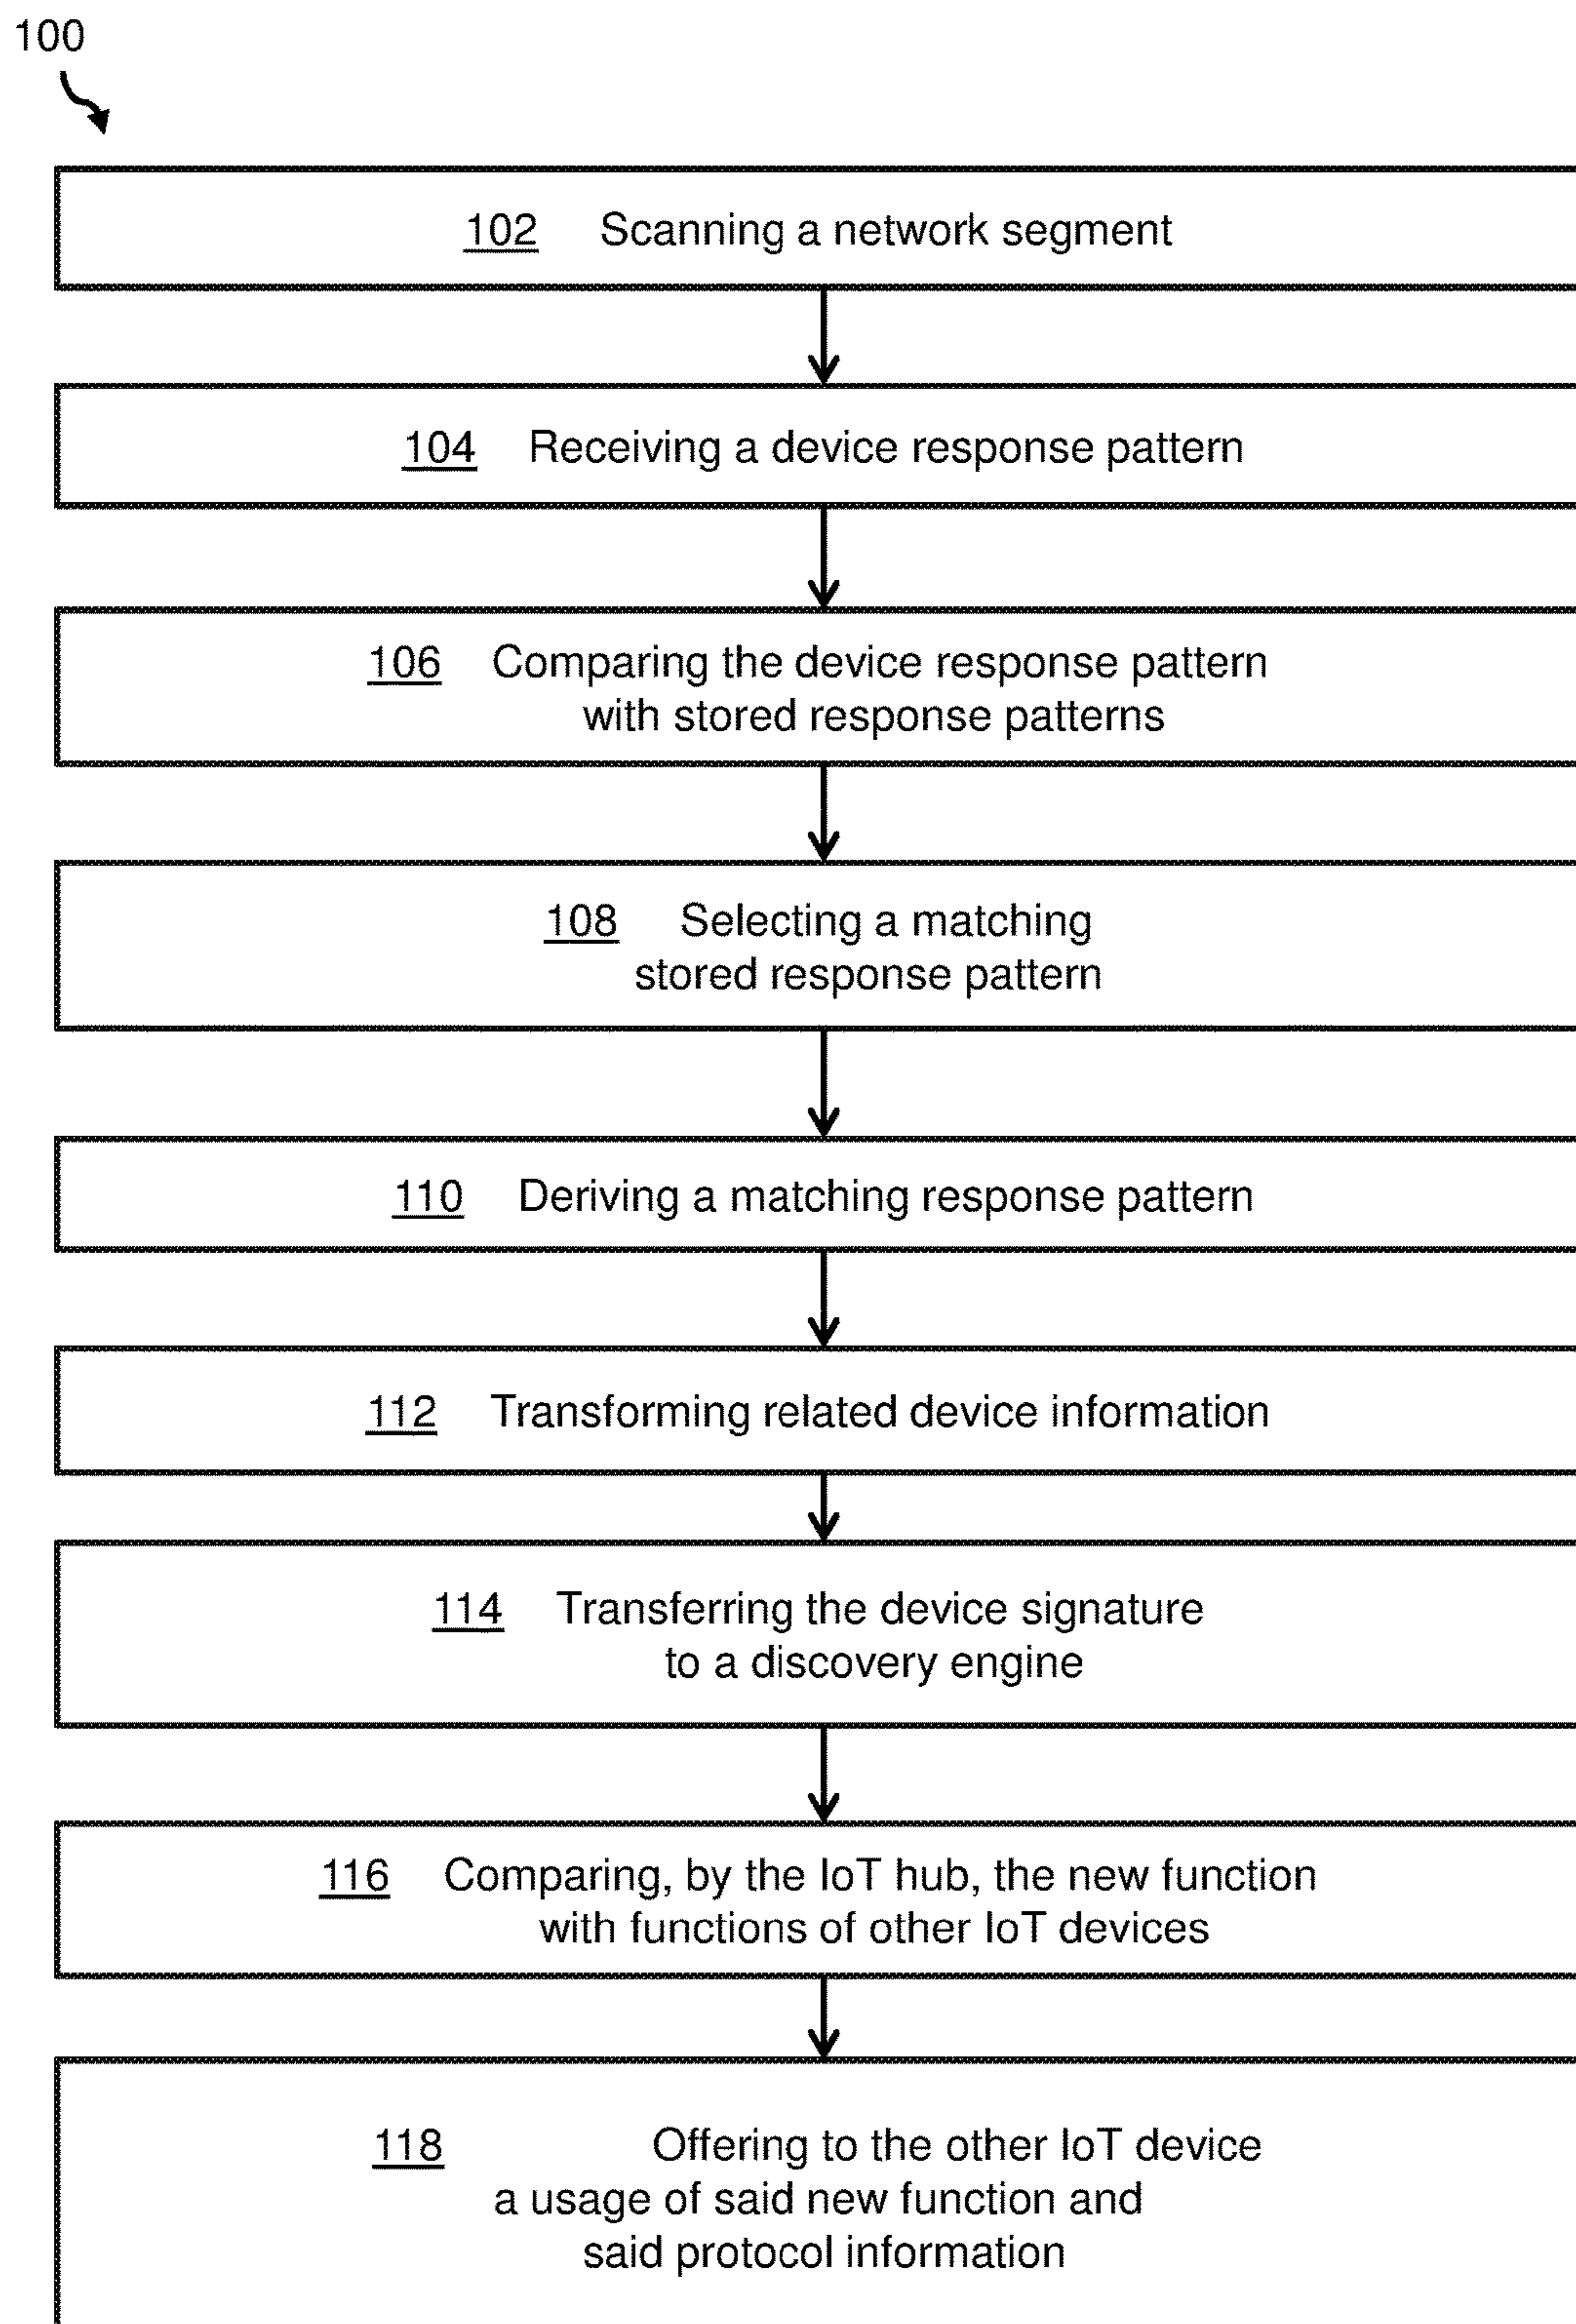 100
102 Scanning a network segment
104 Receiving a device response pattern
106 Comparing the device response pattern
with stored response patterns
108 Selecting a matching
stored response pattern
110 Deriving a matching response pattern
112 Transforming related device information
114 Transferring the device signature
to a discovery engine
116 Comparing, by the IoT hub, the new function
with functions of other IoT devices
118 Offering to the other IoT device
a usage of said new function and
said protocol information